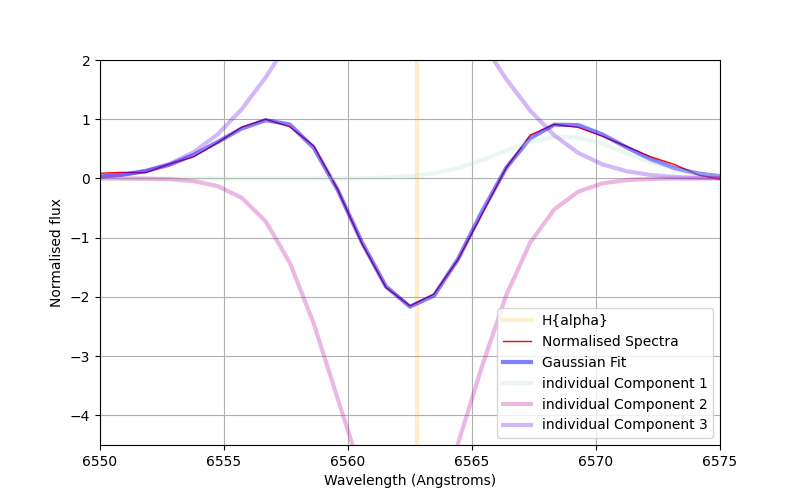 2
1
0
−1
−2
−3
−4
Normalised flux
H{alpha}
Normalised Spectra
Gaussian Fit
individual Component 1
individual Component 2
individual Component 3
6550 6555 6560 6565 6570 6575
Wavelength (Angstroms)